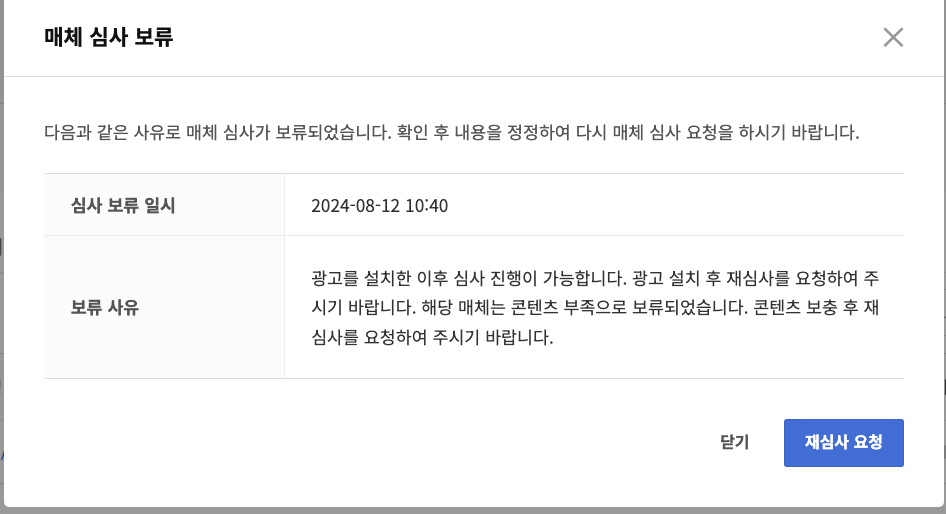 매체 심사 보류
다음과 같은 사유로 매체 심사가 보류되었습니다. 확인 후 내용을 정정하여 다시 매체 심사 요청을 하시기 바랍니다.
심사 보류 일시
2024-08-12 10:40
보류 사유
광고를 설치한 이후 심사 진행이 가능합니다. 광고 설치 후 재심사를 요청하여 주
시기 바랍니다. 해당 매체는 콘텐츠 부족으로 보류되었습니다. 콘텐츠 보충 후 재
심사를 요청하여 주시기 바랍니다.
닫기
재심사 요청